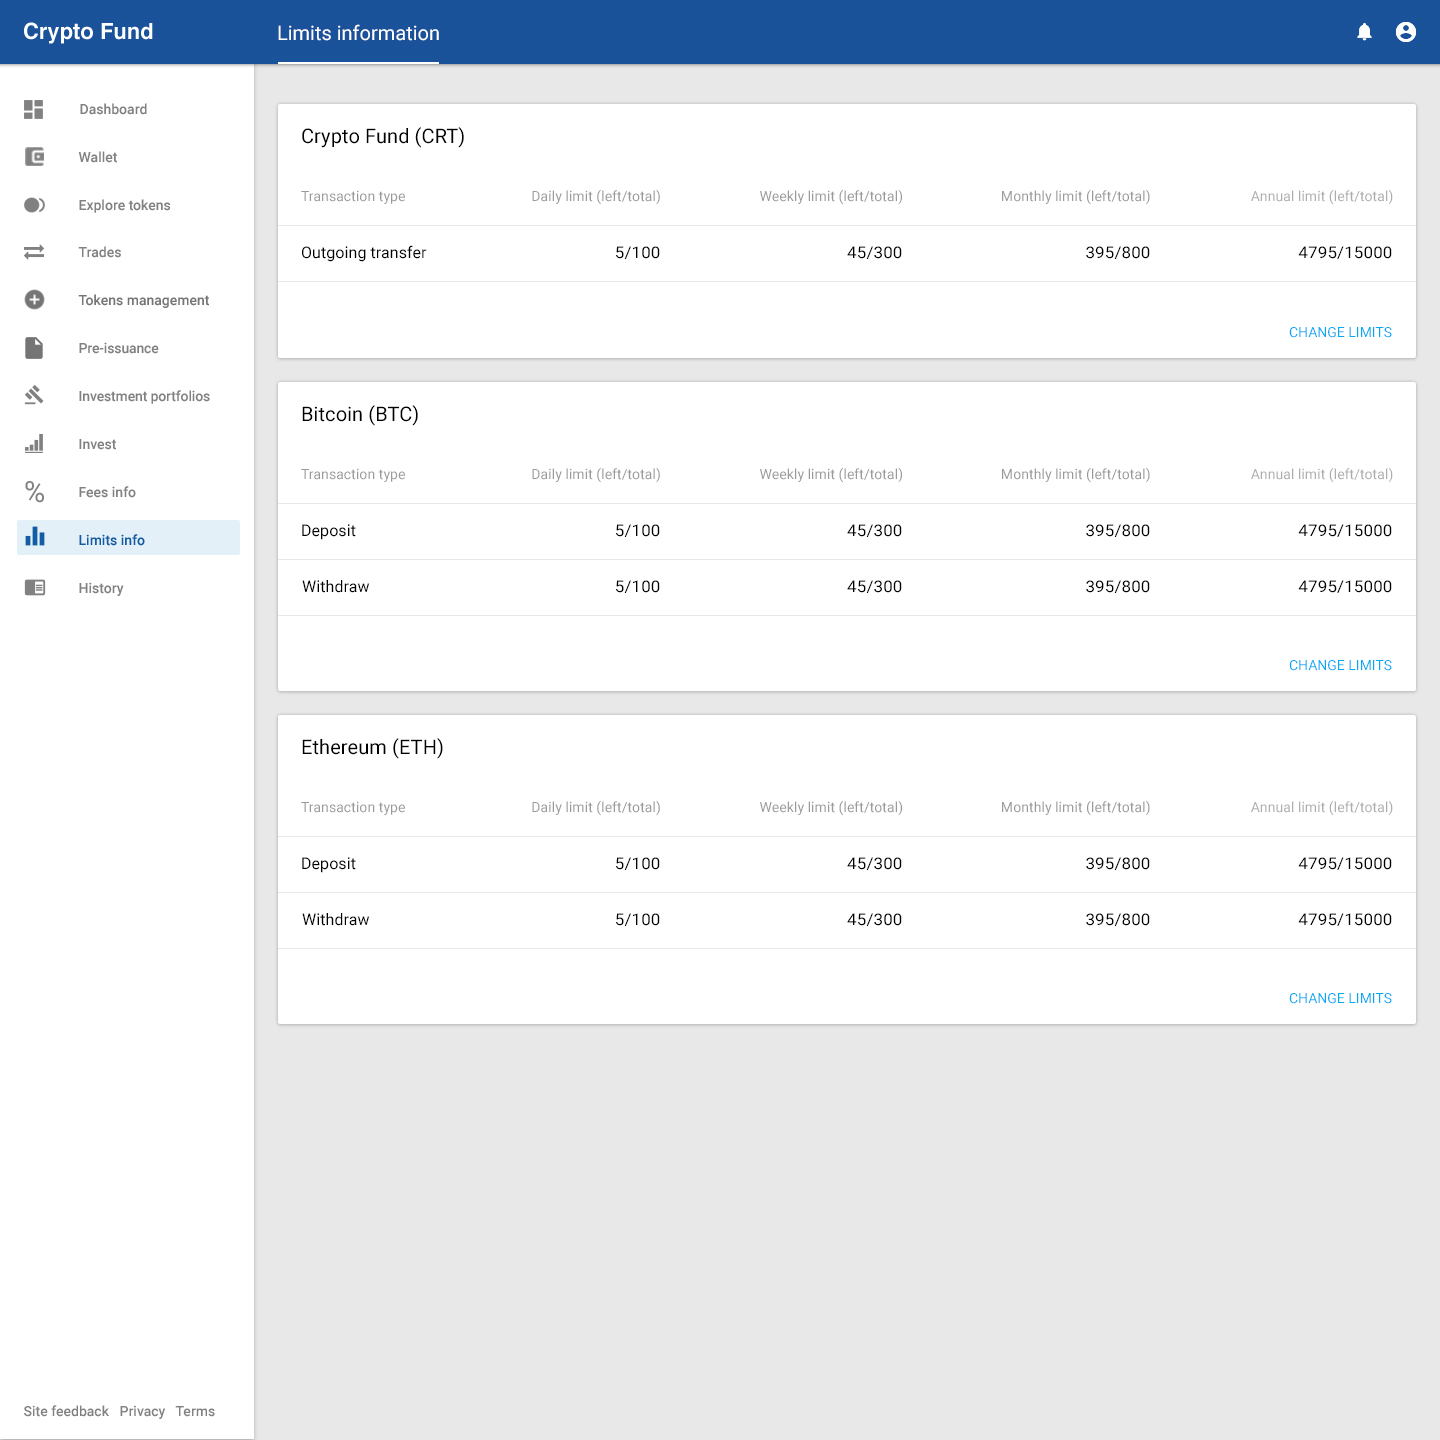 Crypto Fund
Limits information
Dashboard
Wallet
Explore tokens
Trades
Tokens management
Pre-issuance
Investment portfolios
Invest
Fees info
Limits info
History
Crypto Fund (CRT)
Transaction type Daily limit (left/total) Weekly limit (left/total) Monthly limit (left/total) Annual limit (left/total)
Outgoing transfer 5/100 45/300 395/800 4795/15000
CHANGE LIMITS
Bitcoin (BTC)
Transaction type Daily limit (left/total) Weekly limit (left/total) Monthly limit (left/total) Annual limit (left/total)
Deposit 5/100 45/300 395/800 4795/15000
Withdraw 5/100 45/300 395/800 4795/15000
CHANGE LIMITS
Ethereum (ETH)
Transaction type Daily limit (left/total) Weekly limit (left/total) Monthly limit (left/total) Annual limit (left/total)
Deposit 5/100 45/300 395/800 4795/15000
Withdraw 5/100 45/300 395/800 4795/15000
CHANGE LIMITS
Site feedback Privacy Terms